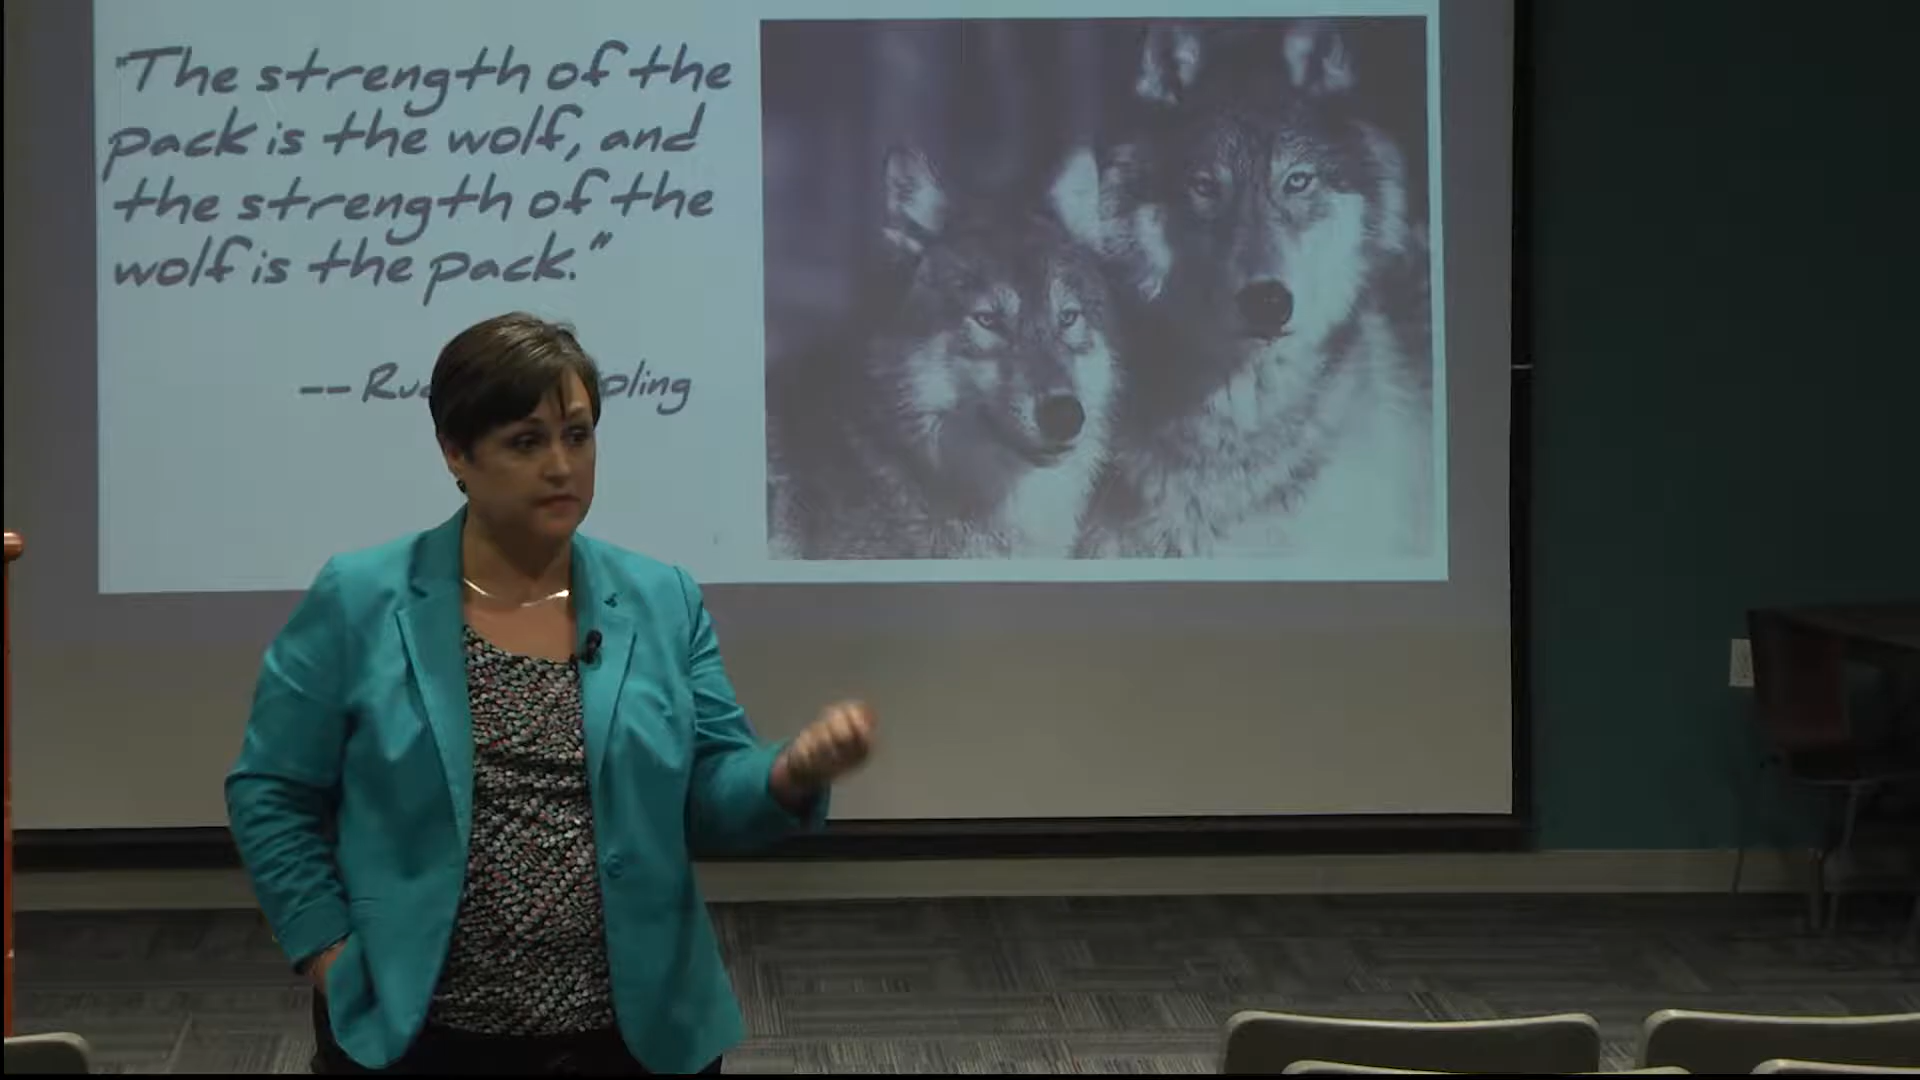 "The strength of the
pack is the wolf, and
the strength of the
wolf is the pack."
-- Ru pling